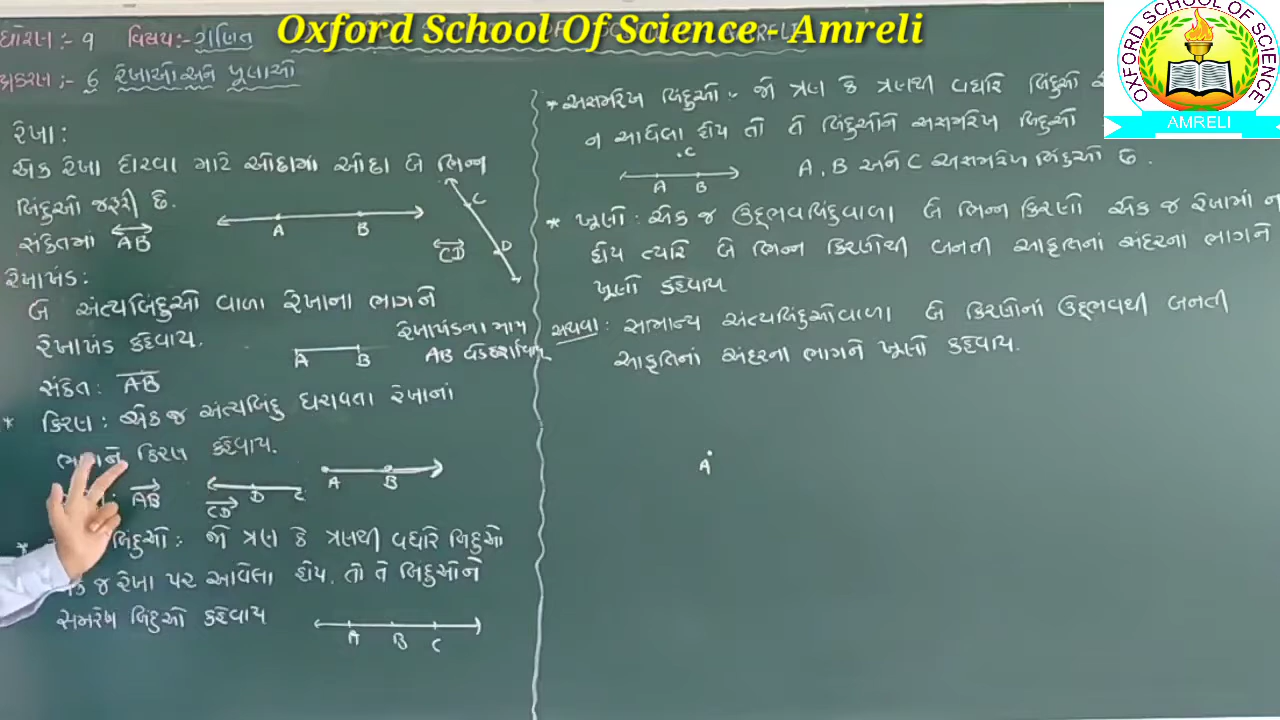 Oxford School Of Science - Amreli
OXFORD SCHOOL OF SCIENCE
AMRELI
ધોરણ :- ૧ વિષય:- ગણિત
પ્રકરણ :- 6 રેખાઓ અને ખૂણાઓ
રેખા :
એક રેખા દોરવા માટે ઓછામાં ઓછા બે ભિન્ન
બિંદુઓ જરૂરી છે.
A B
C
D
સંકેતમાં AB
CD
રેખાખંડ:
બે અંત્યબિંદુઓ વાળા રેખાના ભાગને
રેખાખંડ કહેવાય.
A B
રેખાખંડના માપ
AB વડે દર્શાવાય
સંકેત: AB
* કિરણ : એક જ અંત્યબિંદુ ધરાવતા રેખાનાં
ભાગને કિરણ કહેવાય.
AB
D C
CD
A B
બિંદુઓ :- જો ત્રણ કે ત્રણથી વધારે બિંદુઓ
એક જ રેખા પર આવેલા હોય. તો તે બિંદુઓને
સમરેખ બિંદુઓ કહેવાય
A B C
* અસમરેખ બિંદુઓ :- જો ત્રણ કે ત્રણથી વધારે બિંદુઓ
ન આવેલા હોય તો તે બિંદુઓને અસમરેખ બિંદુઓ
C
A B
A, B અને C અસમરેખ બિંદુઓ છે.
* ખૂણો : એક જ ઉદ્‌ભવબિંદુવાળા બે ભિન્ન કિરણો એક જ રેખામાં ન
હોય ત્યારે બે ભિન્ન કિરણોથી બનતી આકૃતિનાં અંદરનાં ભાગને
ખૂણો કહેવાય
અથવા : સામાન્ય અંત્યબિંદુઓવાળા બે કિરણોનાં ઉદ્‌ભવથી બનતી
આકૃતિનાં અંદરના ભાગને ખૂણો કહેવાય.
A